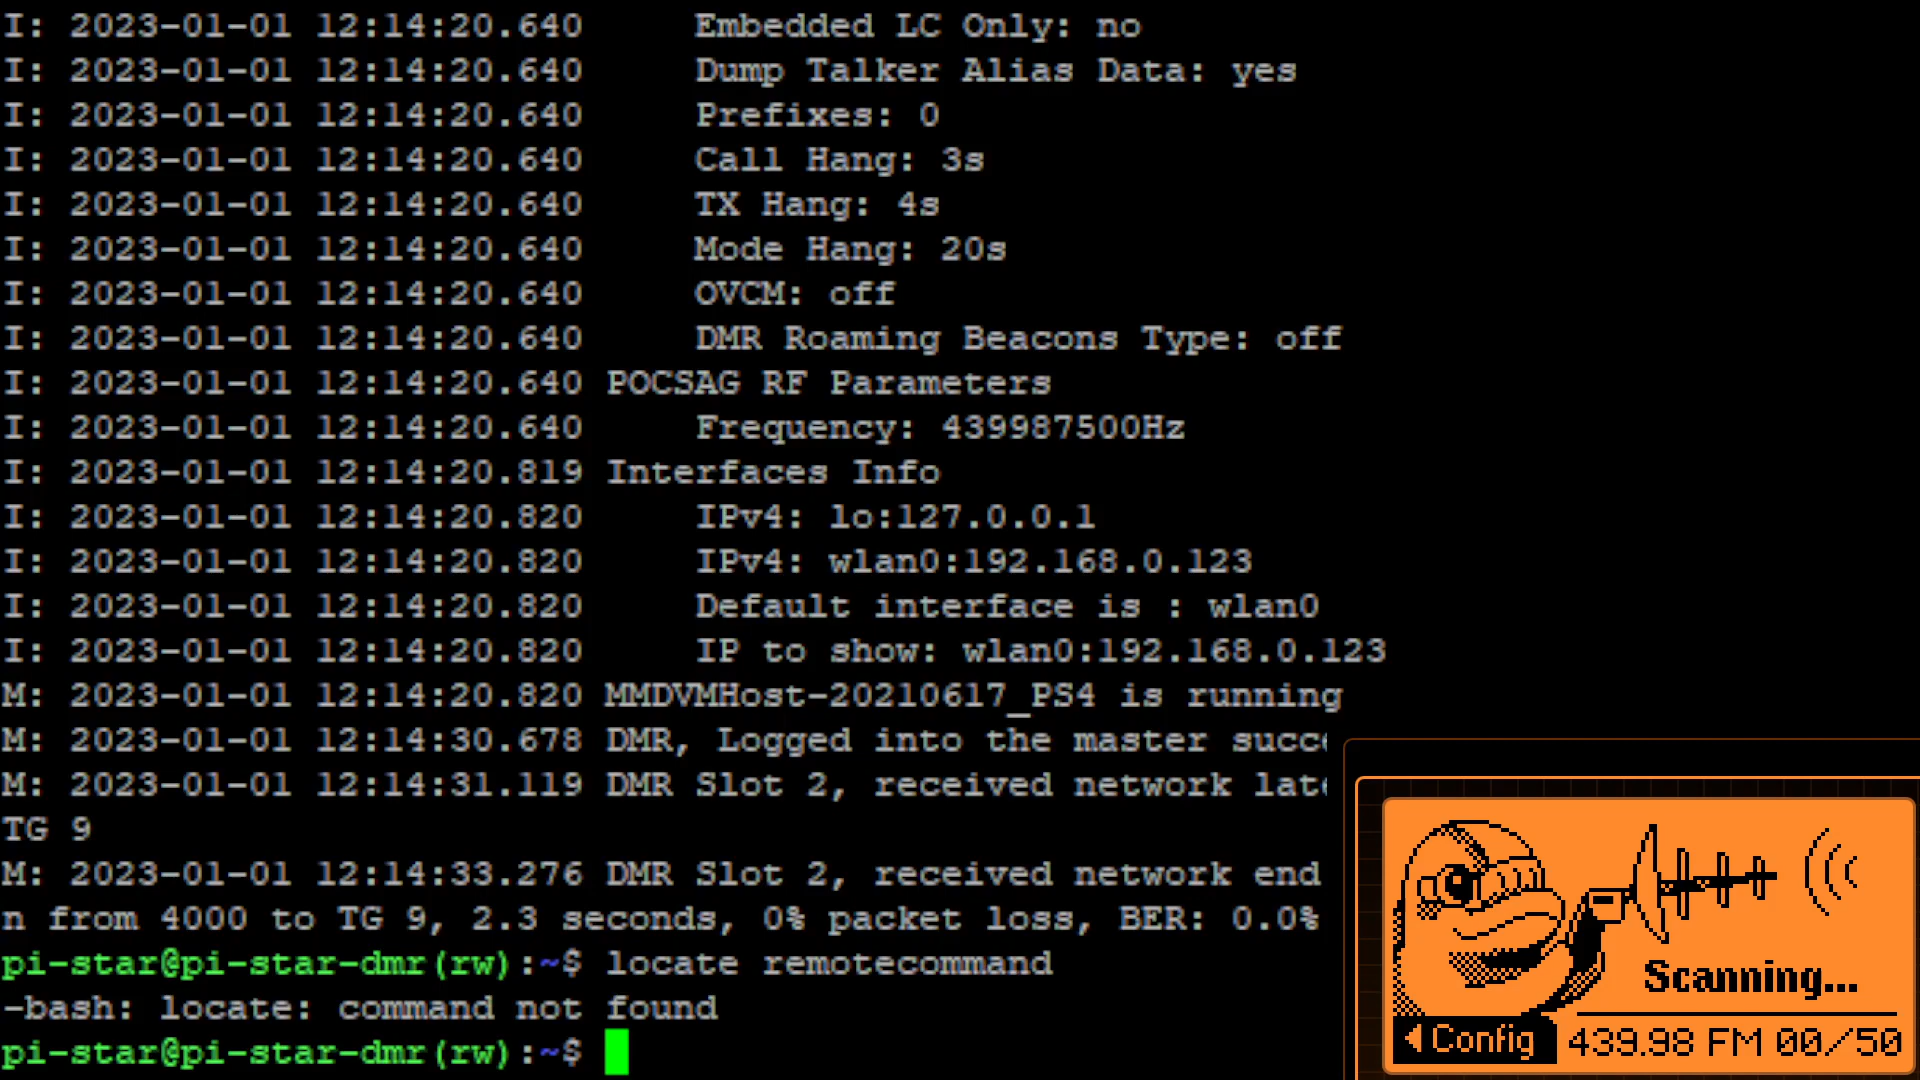 I: 2023-01-01 12:14:20.640     Embedded LC Only: no
I: 2023-01-01 12:14:20.640     Dump Talker Alias Data: yes
I: 2023-01-01 12:14:20.640     Prefixes: 0
I: 2023-01-01 12:14:20.640     Call Hang: 3s
I: 2023-01-01 12:14:20.640     TX Hang: 4s
I: 2023-01-01 12:14:20.640     Mode Hang: 20s
I: 2023-01-01 12:14:20.640     OVCM: off
I: 2023-01-01 12:14:20.640     DMR Roaming Beacons Type: off
I: 2023-01-01 12:14:20.640 POCSAG RF Parameters
I: 2023-01-01 12:14:20.640     Frequency: 439987500Hz
I: 2023-01-01 12:14:20.819 Interfaces Info
I: 2023-01-01 12:14:20.820     IPv4: lo:127.0.0.1
I: 2023-01-01 12:14:20.820     IPv4: wlan0:192.168.0.123
I: 2023-01-01 12:14:20.820     Default interface is : wlan0
I: 2023-01-01 12:14:20.820     IP to show: wlan0:192.168.0.123
M: 2023-01-01 12:14:20.820 MMDVMHost-20210617_PS4 is running
M: 2023-01-01 12:14:30.678 DMR, Logged into the master
M: 2023-01-01 12:14:31.119 DMR Slot 2, received network
TG 9
M: 2023-01-01 12:14:33.276 DMR Slot 2, received network end
n from 4000 to TG 9, 2.3 seconds, 0% packet loss, BER: 0.0%
pi-star@pi-star-dmr(rw):~$ locate remotecommand
-bash: locate: command not found
pi-star@pi-star-dmr(rw):~$
Scanning...
Config
439.98 FM 00/50